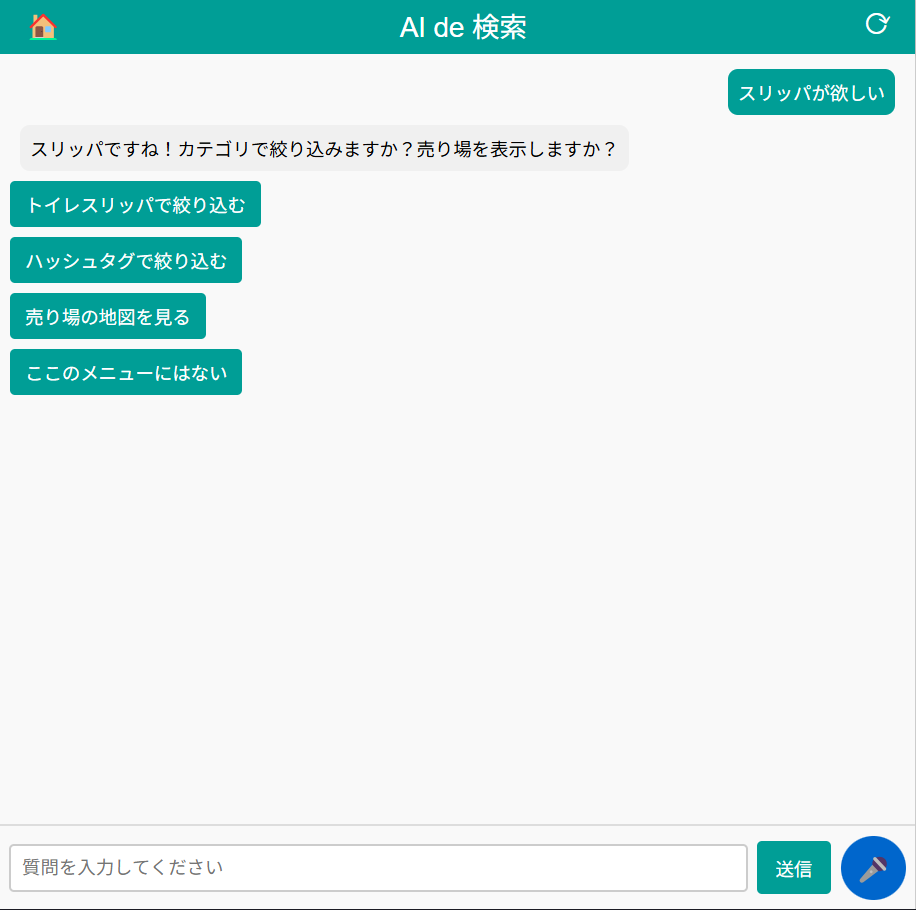 AI de 検索
スリッパが欲しい
スリッパですね！カテゴリで絞り込みますか？売り場を表示しますか？
トイレスリッパで絞り込む
ハッシュタグで絞り込む
売り場の地図を見る
ここのメニューにはない
質問を入力してください
送信